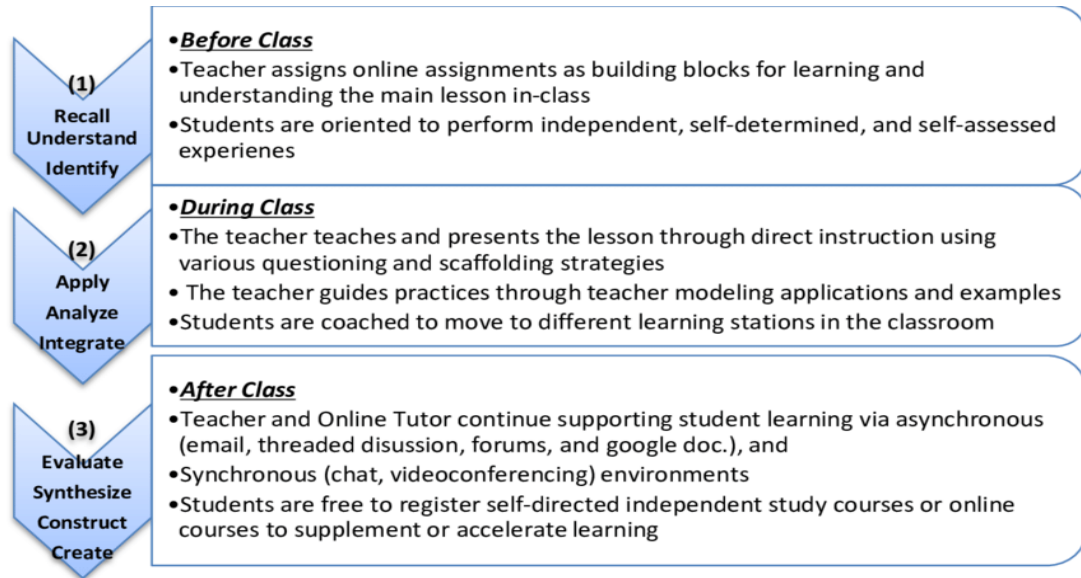 (1)
Recall
Understand
Identify
•Before Class
•Teacher assigns online assignments as building blocks for learning and
understanding the main lesson in-class
•Students are oriented to perform independent, self-determined, and self-assessed
experienes
(2)
Apply
Analyze
Integrate
•During Class
•The teacher teaches and presents the lesson through direct instruction using
various questioning and scaffolding strategies
• The teacher guides practices through teacher modeling applications and examples
•Students are coached to move to different learning stations in the classroom
(3)
Evaluate
Synthesize
Construct
Create
•After Class
•Teacher and Online Tutor continue supporting student learning via asynchronous
(email, threaded disussion, forums, and google doc.), and
•Synchronous (chat, videoconferencing) environments
•Students are free to register self-directed independent study courses or online
courses to supplement or accelerate learning